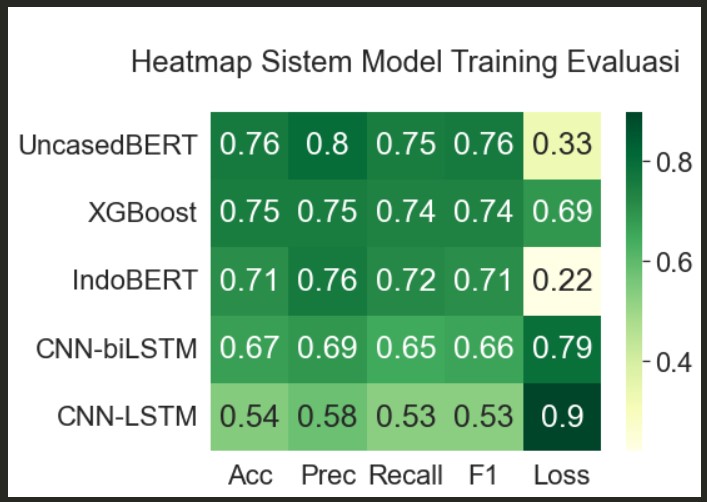 Heatmap Sistem Model Training Evaluasi
UncasedBERT 0.76 0.8 0.75 0.76 0.33
XGBoost 0.75 0.75 0.74 0.74 0.69
IndoBERT 0.71 0.76 0.72 0.71 0.22
CNN-biLSTM 0.67 0.69 0.65 0.66 0.79
CNN-LSTM 0.54 0.58 0.53 0.53 0.9
Acc Prec Recall F1 Loss
0.8
0.6
0.4